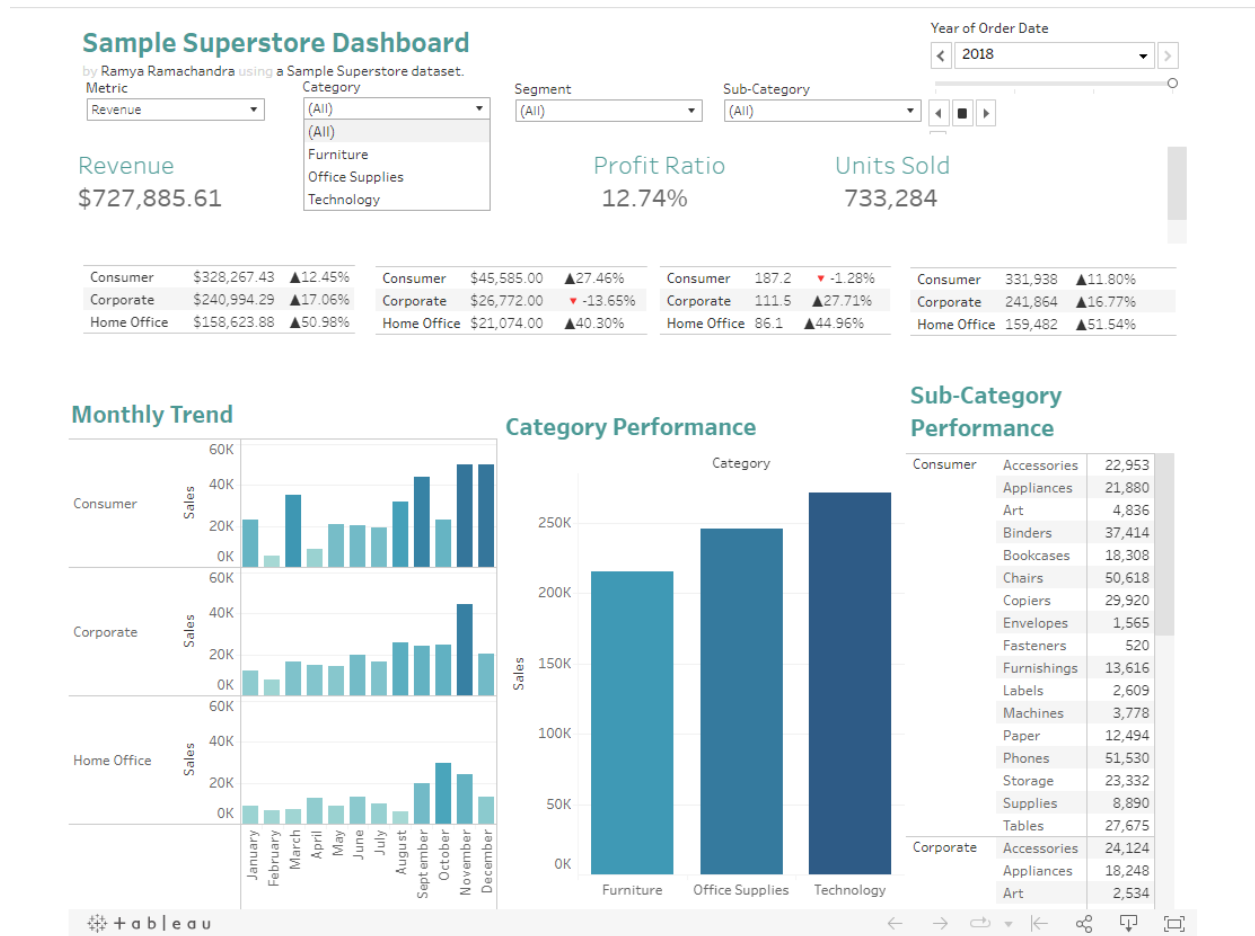 Sample Superstore Dashboard
by Ramya Ramachandra using a Sample Superstore dataset.
Year of Order Date
2018
Metric
Revenue
Category
(All)
(All)
Furniture
Office Supplies
Technology
Segment
(All)
Sub-Category
(All)
Revenue
$727,885.61
Profit Ratio
12.74%
Units Sold
733,284
Consumer $328,267.43 ▲12.45%
Corporate $240,994.29 ▲17.06%
Home Office $158,623.88 ▲50.98%
Consumer $45,585.00 ▲27.46%
Corporate $26,772.00 ▼ -13.65%
Home Office $21,074.00 ▲40.30%
Consumer 187.2 ▼ -1.28%
Corporate 111.5 ▲27.71%
Home Office 86.1 ▲44.96%
Consumer 331,938 ▲11.80%
Corporate 241,864 ▲16.77%
Home Office 159,482 ▲51.54%
Monthly Trend
Consumer
Sales
60K
40K
20K
0K
Corporate
Sales
60K
40K
20K
0K
Home Office
Sales
60K
40K
20K
0K
January
February
March
April
May
June
July
August
September
October
November
December
Category Performance
Category
Sales
250K
200K
150K
100K
50K
0K
Furniture
Office Supplies
Technology
Sub-Category
Performance
Consumer Accessories 22,953
Appliances 21,880
Art 4,836
Binders 37,414
Bookcases 18,308
Chairs 50,618
Copiers 29,920
Envelopes 1,565
Fasteners 520
Furnishings 13,616
Labels 2,609
Machines 3,778
Paper 12,494
Phones 51,530
Storage 23,332
Supplies 8,890
Tables 27,675
Corporate Accessories 24,124
Appliances 18,248
Art 2,534
+ableau